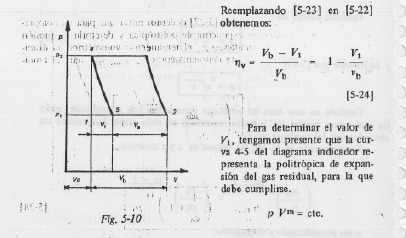 Reemplazando [5-23] en [5-22]
obtenemos:
ηv = (Vb − V1) / Vb = 1 − V1 / vb
[5-24]
Para determinar el valor de
V1, tengamos presente que la cur-
va 4-5 del diagrama indicador re-
presenta la politrópica de expan-
sión del gas residual, para la que
debe cumplirse.
p Vm = cte.
p
p2
p1
1
5
2
Vb
v
Fig. 5-10